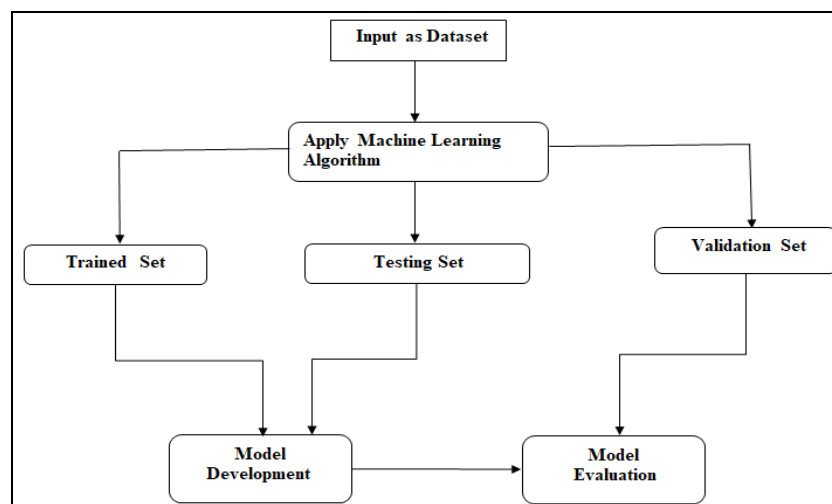 Input as Dataset
Apply Machine Learning
Algorithm
Trained Set
Testing Set
Validation Set
Model
Development
Model
Evaluation